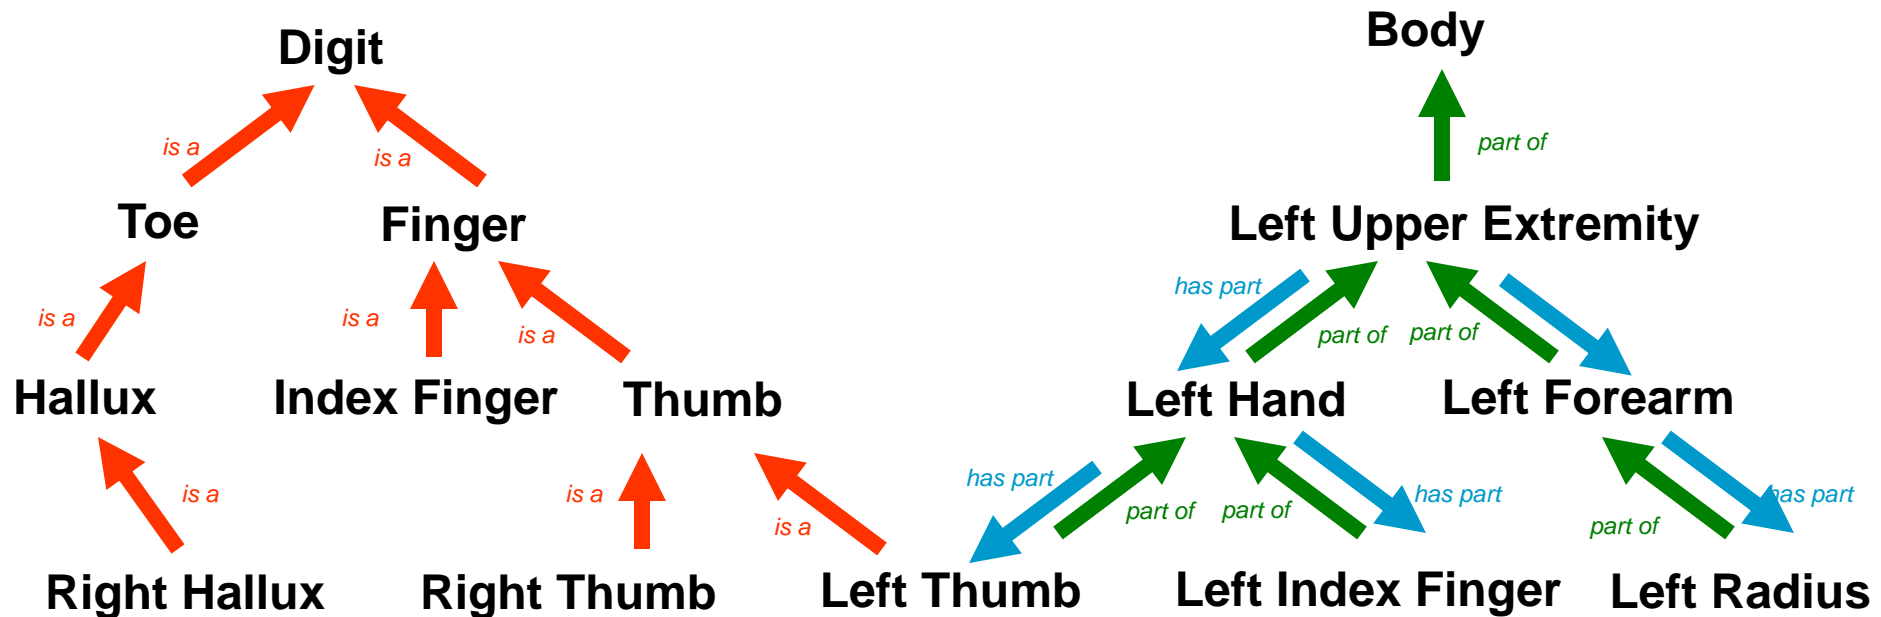 Digit
Body
is a
is a
part of
Toe
Finger
Left Upper Extremity
is a
is a
is a
has part
part of
part of
Hallux
Index Finger
Thumb
Left Hand
Left Forearm
is a
is a
is a
has part
part of
part of
has part
part of
has part
Right Hallux
Right Thumb
Left Thumb
Left Index Finger
Left Radius